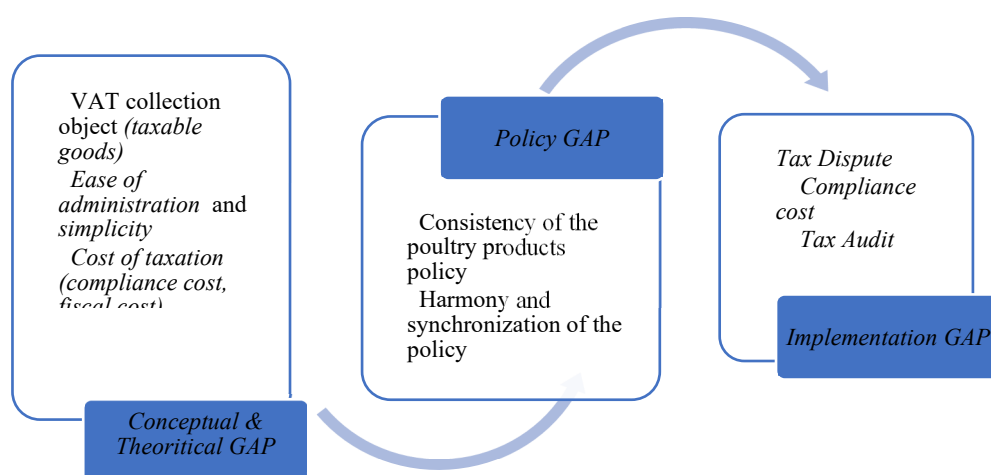 VAT collection
object (taxable
goods)
Ease of
administration and
simplicity
Cost of taxation
(compliance cost,
fiscal cost)
Conceptual &
Theoritical GAP
Policy GAP
Consistency of the
poultry products
policy
Harmony and
synchronization of the
policy
Tax Dispute
Compliance
cost
Tax Audit
Implementation GAP